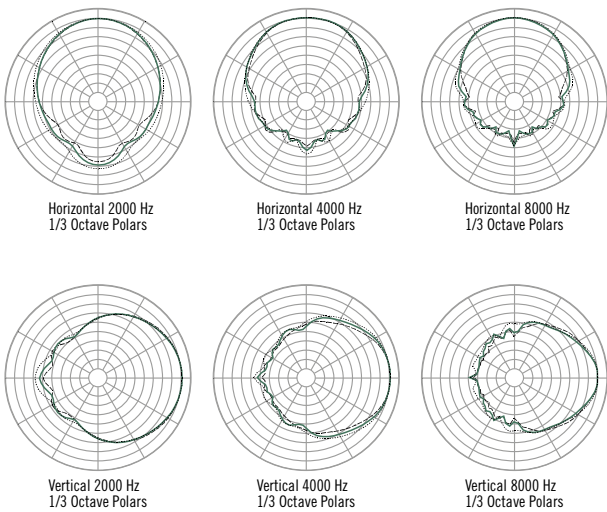 Horizontal 2000 Hz
1/3 Octave Polars
Horizontal 4000 Hz
1/3 Octave Polars
Horizontal 8000 Hz
1/3 Octave Polars
Vertical 2000 Hz
1/3 Octave Polars
Vertical 4000 Hz
1/3 Octave Polars
Vertical 8000 Hz
1/3 Octave Polars